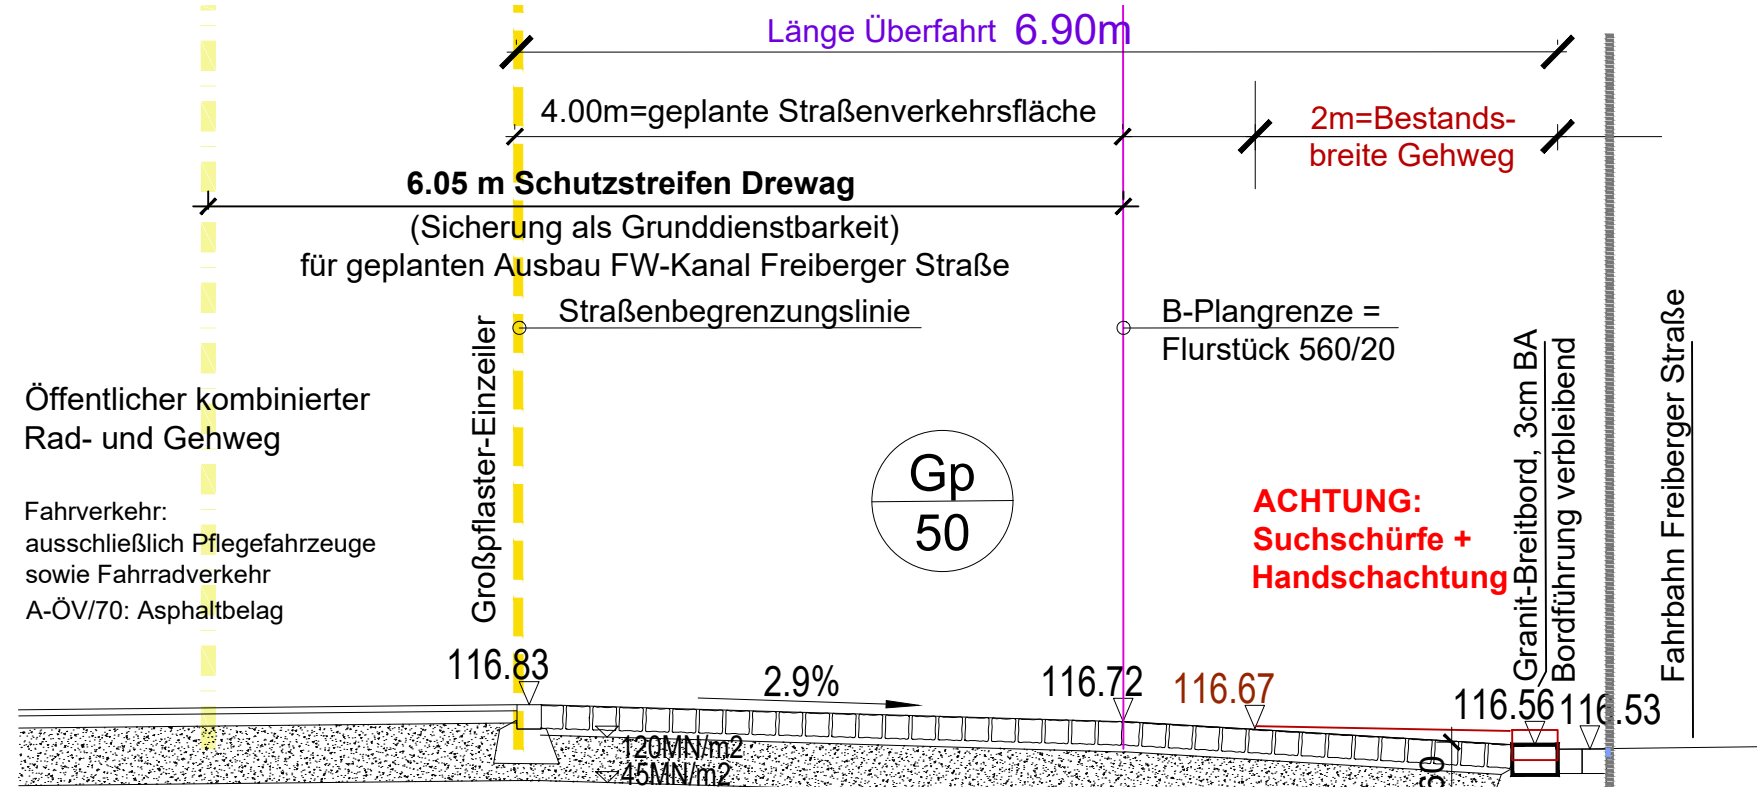 Länge Überfahrt 6.90m
4.00m=geplante Straßenverkehrsfläche
2m=Bestands-
breite Gehweg
6.05 m Schutzstreifen Drewag
(Sicherung als Grunddienstbarkeit)
für geplanten Ausbau FW-Kanal Freiberger Straße
Straßenbegrenzungslinie
B-Plangrenze =
Flurstück 560/20
Großpflaster-Einzeiler
Öffentlicher kombinierter
Rad- und Gehweg
Fahrverkehr:
ausschließlich Pflegefahrzeuge
sowie Fahrradverkehr
A-ÖV/70: Asphaltbelag
Gp
50
ACHTUNG:
Suchschürfe +
Handschachtung
Granit-Breitbord, 3cm BA
Bordführung verbleibend
Fahrbahn Freiberger Straße
116.83
2.9%
116.72
116.67
116.56
116.53
120MN/m2
45MN/m2